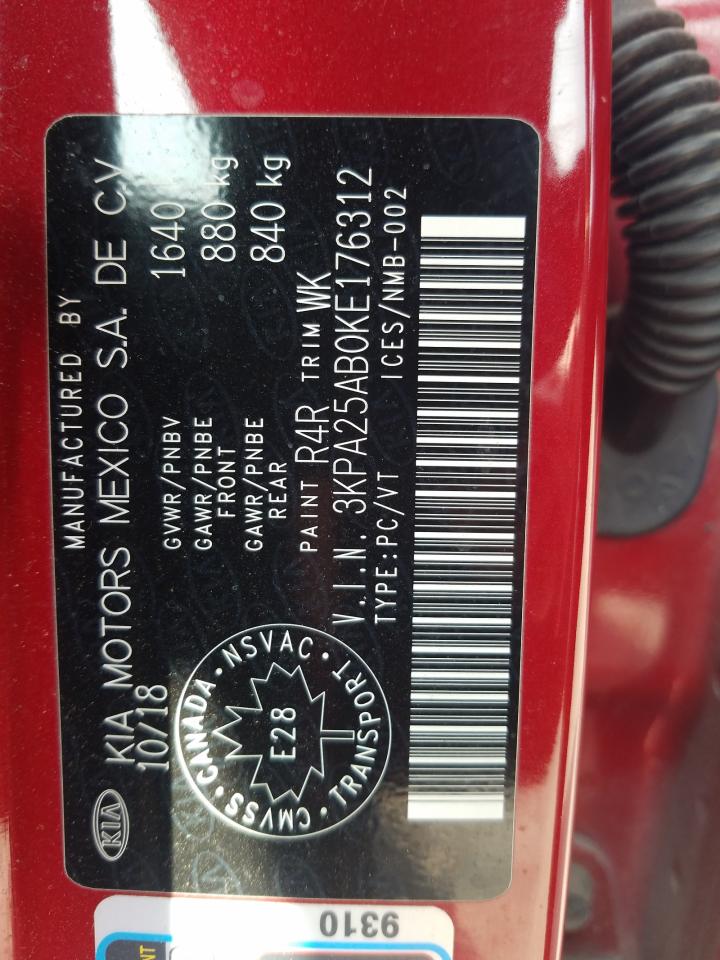 MANUFACTURED BY
KIA KIA MOTORS MEXICO S.A. DE C.V
10/18
GVWR/PNBV 1640
GAWR/PNBE 880 kg
FRONT
GAWR/PNBE 840 kg
REAR
PAINT R4R TRIM WK
V.I.N. 3KPA25AB0KE176312
TYPE:PC/VT ICES/NMB-002
CANADA · NSVAC · TRANSPORT · CMVSS ·
E28
9310
NT